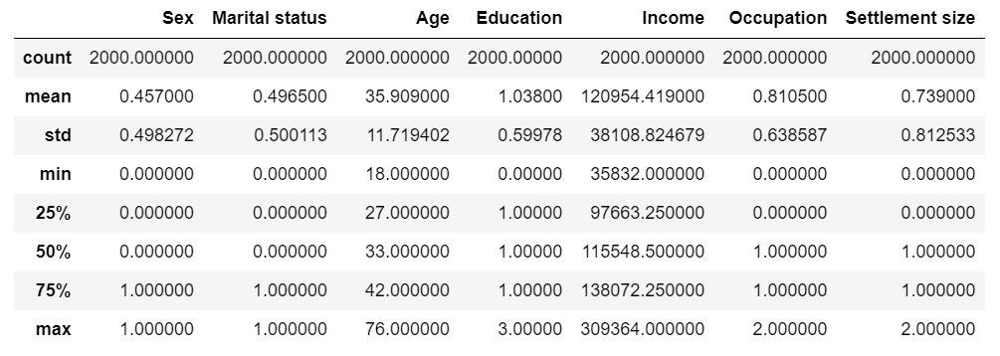 Sex Marital status Age Education Income Occupation Settlement size
count 2000.000000 2000.000000 2000.000000 2000.00000 2000.000000 2000.000000 2000.000000
mean 0.457000 0.496500 35.909000 1.03800 120954.419000 0.810500 0.739000
std 0.498272 0.500113 11.719402 0.59978 38108.824679 0.638587 0.812533
min 0.000000 0.000000 18.000000 0.00000 35832.000000 0.000000 0.000000
25% 0.000000 0.000000 27.000000 1.00000 97663.250000 0.000000 0.000000
50% 0.000000 0.000000 33.000000 1.00000 115548.500000 1.000000 1.000000
75% 1.000000 1.000000 42.000000 1.00000 138072.250000 1.000000 1.000000
max 1.000000 1.000000 76.000000 3.00000 309364.000000 2.000000 2.000000